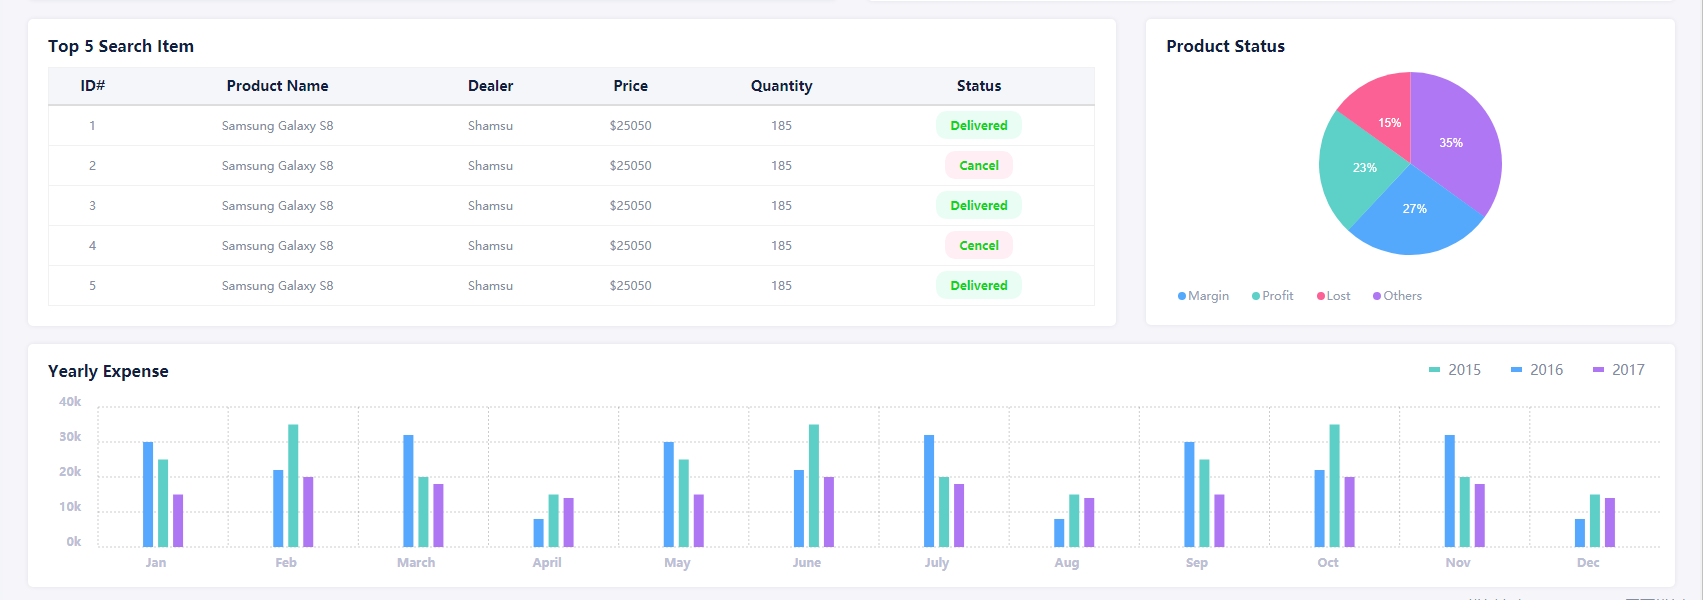 Top 5 Search Item
ID# Product Name Dealer Price Quantity Status
1 Samsung Galaxy S8 Shamsu $25050 185 Delivered
2 Samsung Galaxy S8 Shamsu $25050 185 Cancel
3 Samsung Galaxy S8 Shamsu $25050 185 Delivered
4 Samsung Galaxy S8 Shamsu $25050 185 Cencel
5 Samsung Galaxy S8 Shamsu $25050 185 Delivered
Product Status
15%
35%
23%
27%
Margin Profit Lost Others
Yearly Expense
2015 2016 2017
40k
30k
20k
10k
0k
Jan Feb March April May June July Aug Sep Oct Nov Dec